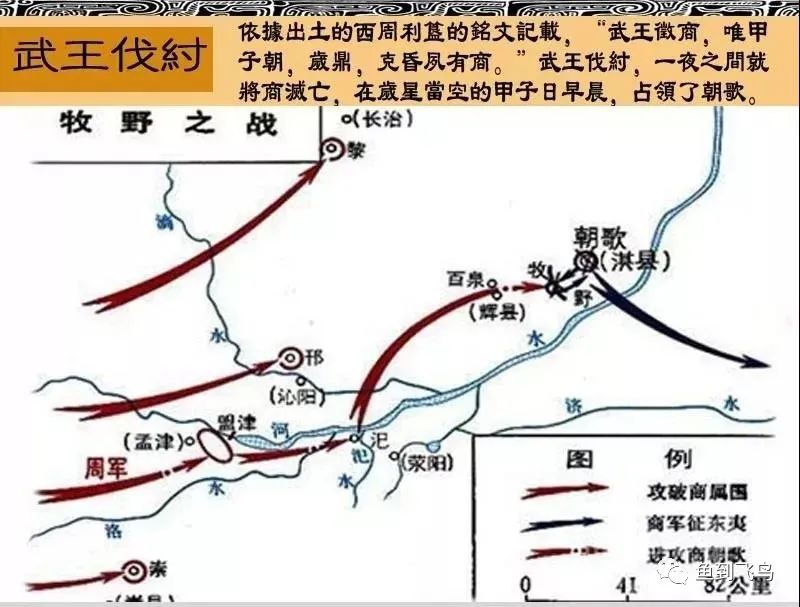 武王伐紂
依據出土的西周利簋的銘文記載，“武王徵商，唯甲
子朝，歲鼎，克昏夙有商。”武王伐紂，一夜之間就
將商滅亡，在歲星當空的甲子日早晨，占領了朝歌。
牧野之战
(长治)
黎
漓
水
朝歌
(淇县)
百泉
牧
野
(辉县)
水
邘
(沁阳)
盟津
(孟津)
河
汜
汜
水
(荥阳)
济
水
周军
水
洛
崇
(嵩县)
图例
攻破商属国
商军征东夷
进攻商朝歌
0 41 82公里
鱼到飞鸟